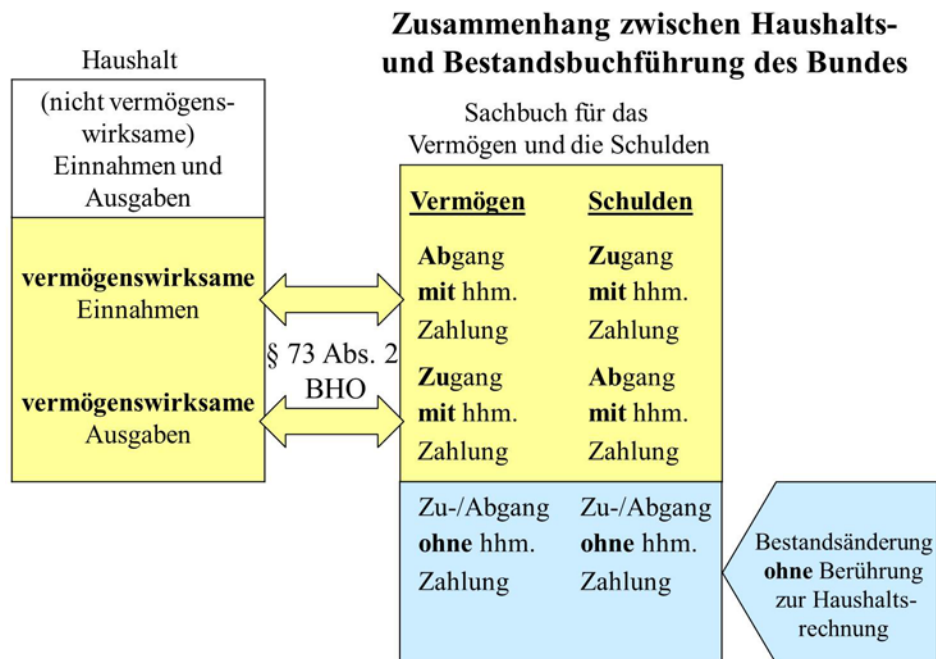 Zusammenhang zwischen Haushalts-
und Bestandsbuchführung des Bundes
Haushalt
(nicht vermögens-
wirksame)
Einnahmen und
Ausgaben
vermögenswirksame
Einnahmen
vermögenswirksame
Ausgaben
§ 73 Abs. 2
BHO
Sachbuch für das
Vermögen und die Schulden
Vermögen
Abgang
mit hhm.
Zahlung
Zugang
mit hhm.
Zahlung
Zu-/Abgang
ohne hhm.
Zahlung
Schulden
Zugang
mit hhm.
Zahlung
Abgang
mit hhm.
Zahlung
Zu-/Abgang
ohne hhm.
Zahlung
Bestandsänderung
ohne Berührung
zur Haushalts-
rechnung